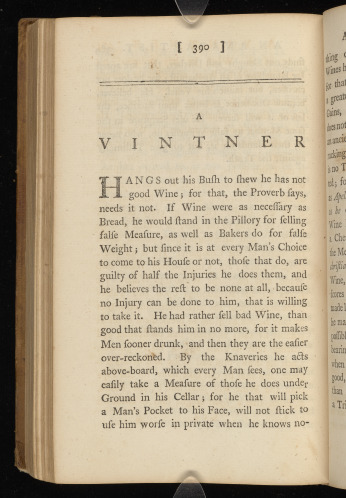 [ 390 ]
A
VINTNER
HANGS out his Buſh to ſhew he has not
good Wine; for that, the Proverb ſays,
needs it not. If Wine were as neceſſary as
Bread, he would ſtand in the Pillory for ſelling
falſe Meaſure, as well as Bakers do for falſe
Weight; but ſince it is at every Man's Choice
to come to his Houſe or not, thoſe that do, are
guilty of half the Injuries he does them, and
he believes the reſt to be none at all, becauſe
no Injury can be done to him, that is willing
to take it. He had rather ſell bad Wine, than
good that ſtands him in no more, for it makes
Men ſooner drunk, and then they are the eaſier
over-reckoned. By the Knaveries he acts
above-board, which every Man ſees, one may
eaſily take a Meaſure of thoſe he does under
Ground in his Cellar; for he that will pick
a Man's Pocket to his Face, will not ſtick to
uſe him worſe in private when he knows no-